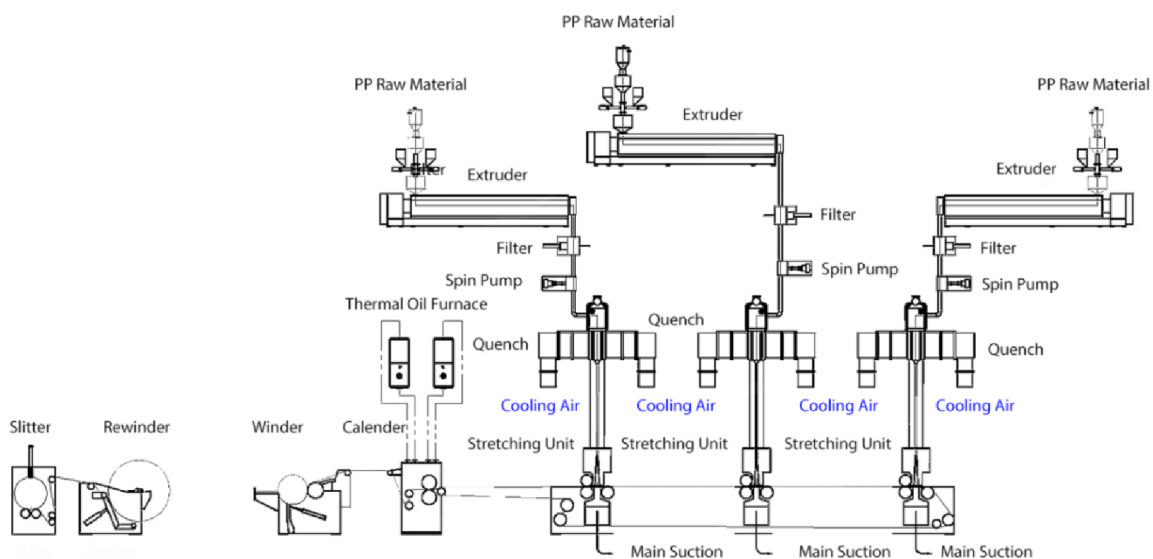 PP Raw Material
PP Raw Material
PP Raw Material
Extruder
Extruder
Extruder
Filter
Filter
Filter
Spin Pump
Spin Pump
Spin Pump
Thermal Oil Furnace
Quench
Quench
Quench
Cooling Air
Cooling Air
Cooling Air
Cooling Air
Slitter
Rewinder
Winder
Calender
Stretching Unit
Stretching Unit
Stretching Unit
Main Suction
Main Suction
Main Suction